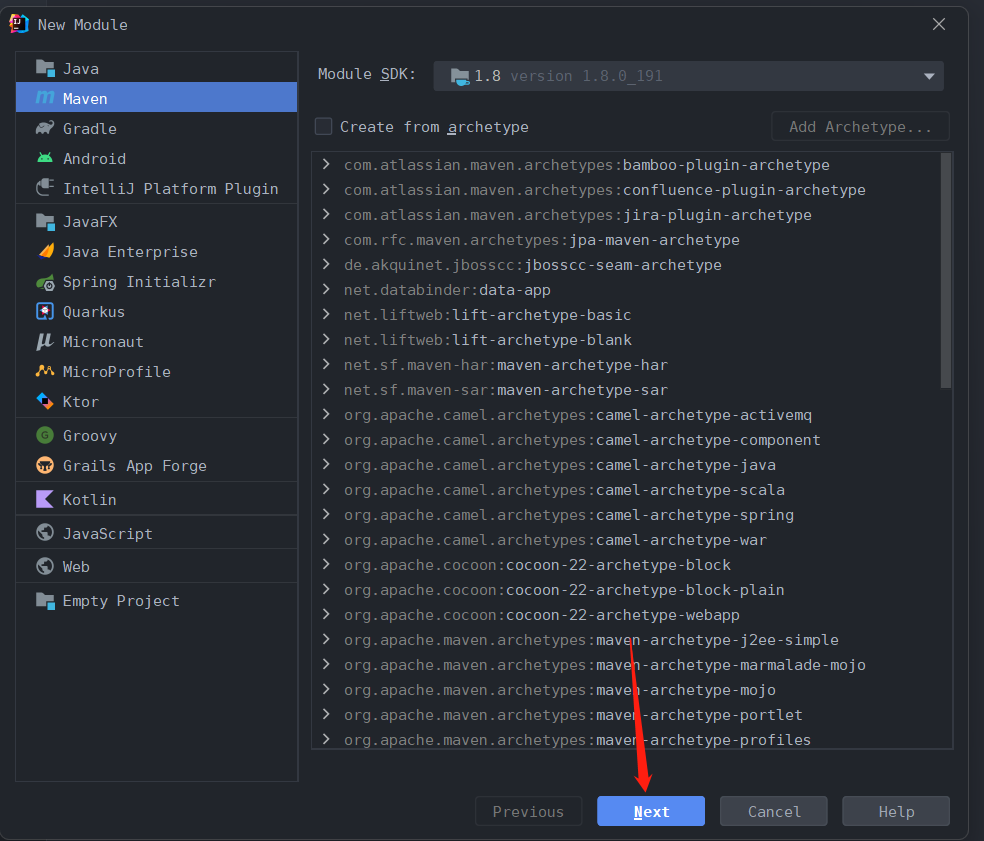 New Module
Java
Maven
Gradle
Android
IntelliJ Platform Plugin
JavaFX
Java Enterprise
Spring Initializr
Quarkus
Micronaut
MicroProfile
Ktor
Groovy
Grails App Forge
Kotlin
JavaScript
Web
Empty Project
Module SDK: 1.8 version 1.8.0_191
Create from archetype Add Archetype...
com.atlassian.maven.archetypes:bamboo-plugin-archetype
com.atlassian.maven.archetypes:confluence-plugin-archetype
com.atlassian.maven.archetypes:jira-plugin-archetype
com.rfc.maven.archetypes:jpa-maven-archetype
de.akquinet.jbosscc:jbosscc-seam-archetype
net.databinder:data-app
net.liftweb:lift-archetype-basic
net.liftweb:lift-archetype-blank
net.sf.maven-har:maven-archetype-har
net.sf.maven-sar:maven-archetype-sar
org.apache.camel.archetypes:camel-archetype-activemq
org.apache.camel.archetypes:camel-archetype-component
org.apache.camel.archetypes:camel-archetype-java
org.apache.camel.archetypes:camel-archetype-scala
org.apache.camel.archetypes:camel-archetype-spring
org.apache.camel.archetypes:camel-archetype-war
org.apache.cocoon:cocoon-22-archetype-block
org.apache.cocoon:cocoon-22-archetype-block-plain
org.apache.cocoon:cocoon-22-archetype-webapp
org.apache.maven.archetypes:maven-archetype-j2ee-simple
org.apache.maven.archetypes:maven-archetype-marmalade-mojo
org.apache.maven.archetypes:maven-archetype-mojo
org.apache.maven.archetypes:maven-archetype-portlet
org.apache.maven.archetypes:maven-archetype-profiles
Previous Next Cancel Help